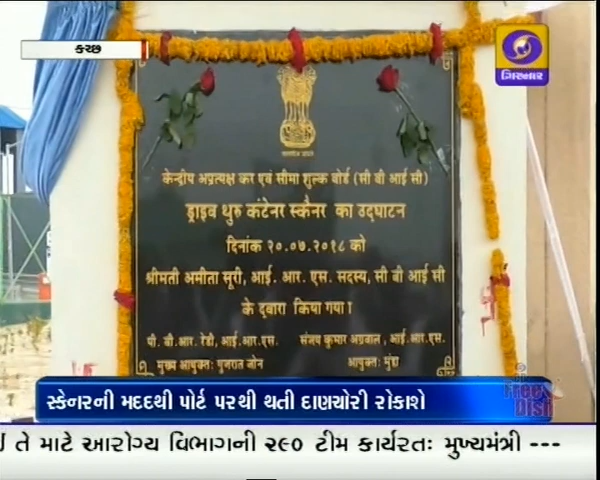 કચ્છ
ગિરનાર
केन्द्रीय अप्रत्यक्ष कर एवं सीमा शुल्क बोर्ड (सी बी आई सी)
ड्राइव थुरु कंटेनर स्कैनर का उद्घाटन
दिनांक २०.०७.२०१८ को
श्रीमती अमीता सूरी, आई. आर. एस. सदस्य, सी बी आई सी
के द्वारा किया गया।
पी. वी. आर. रेड्डी, आई.आर.एस. संजय कुमार अग्रवाल, आई.आर.एस.
मुख्य आयुक्त: गुजरात जोन आयुक्त: मुंद्रा
સ્કેનરની મદદથી પોર્ટ પરથી થતી દાણચોરી રોકાશે
Free Dish
તે માટે આરોગ્ય વિભાગની ૨૯૦ ટીમ કાર્યરતઃ મુખ્યમંત્રી ---